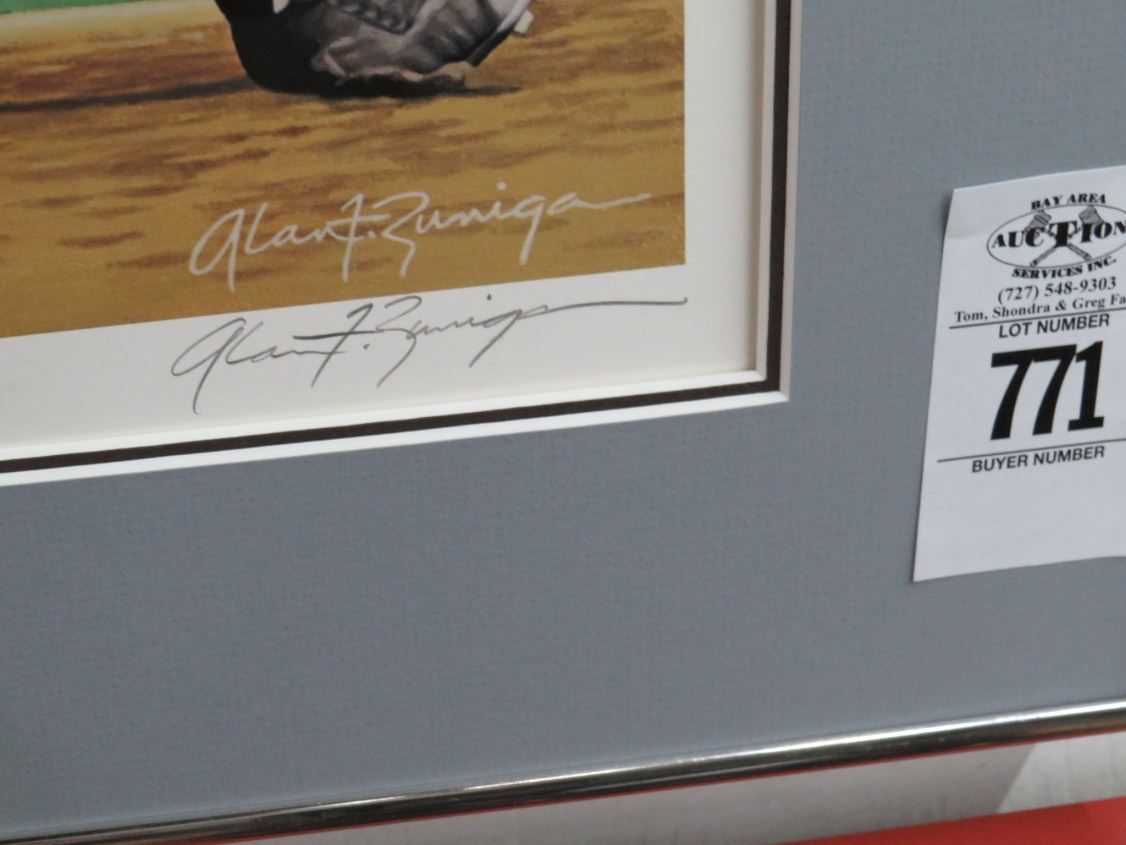 Alan F. Zuniga
Alan F. Zuniga
BAY AREA
AUCTION
SERVICES INC.
(727) 548-9303
Tom, Shondra & Greg
LOT NUMBER
771
BUYER NUMBER